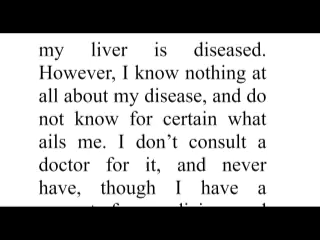 my liver is diseased.
However, I know nothing at
all about my disease, and do
not know for certain what
ails me. I don’t consult a
doctor for it, and never
have, though I have a